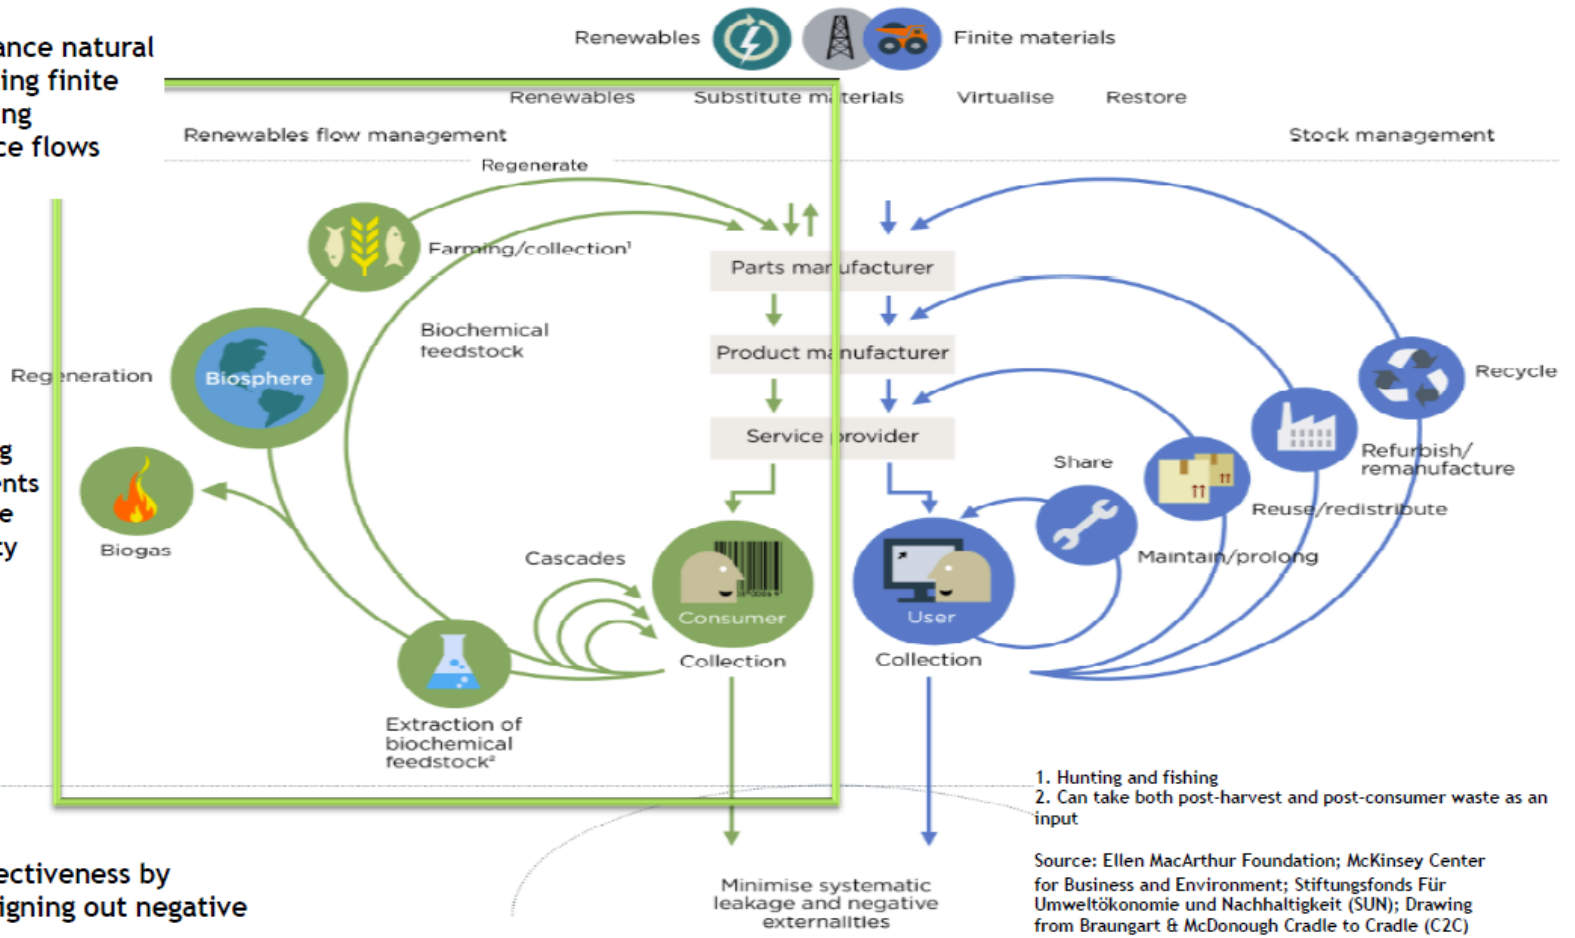 Renewables
Finite materials
ance natural
ing finite
ng
ce flows
Renewables
Substitute materials
Virtualise
Restore
Renewables flow management
Stock management
Regenerate
Farming/collection¹
Parts manufacturer
Biochemical
feedstock
Product manufacturer
Regeneration
Biosphere
Recycle
Service provider
g
ents
e
cy
Share
Refurbish/
remanufacture
Reuse/redistribute
Biogas
Cascades
Maintain/prolong
Consumer
User
Collection
Collection
Extraction of
biochemical
feedstock²
1. Hunting and fishing
2. Can take both post-harvest and post-consumer waste as an
input
ectiveness by
igning out negative
Minimise systematic
leakage and negative
externalities
Source: Ellen MacArthur Foundation; McKinsey Center
for Business and Environment; Stiftungsfonds Für
Umweltökonomie und Nachhaltigkeit (SUN); Drawing
from Braungart & McDonough Cradle to Cradle (C2C)